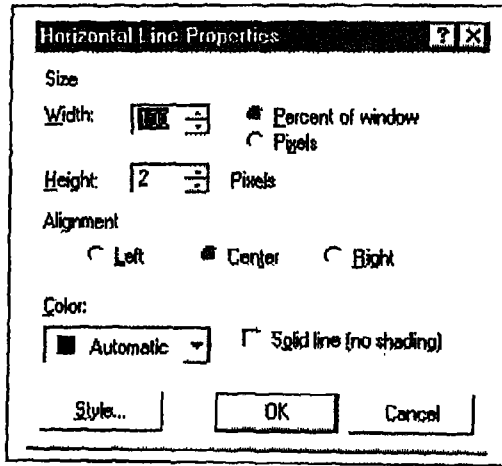 Horizontal Line Properties ? X
Size
Width: Percent of window
Pixels
Height: 2 Pixels
Alignment
Left Center Right
Color:
Automatic Solid line (no shading)
Style... OK Cancel